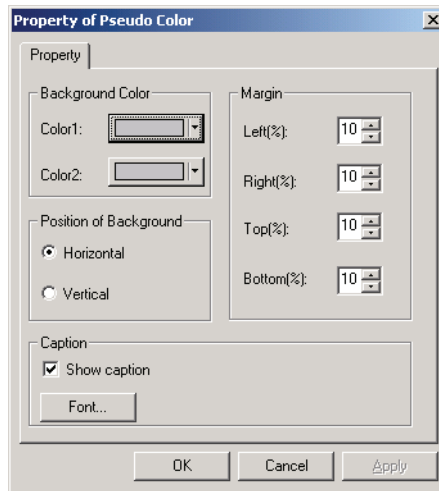 Property of Pseudo Color
Property
Background Color
Color1:
Color2:
Position of Background
Horizontal
Vertical
Margin
Left(%): 10
Right(%): 10
Top(%): 10
Bottom(%): 10
Caption
Show caption
Font...
OK Cancel Apply